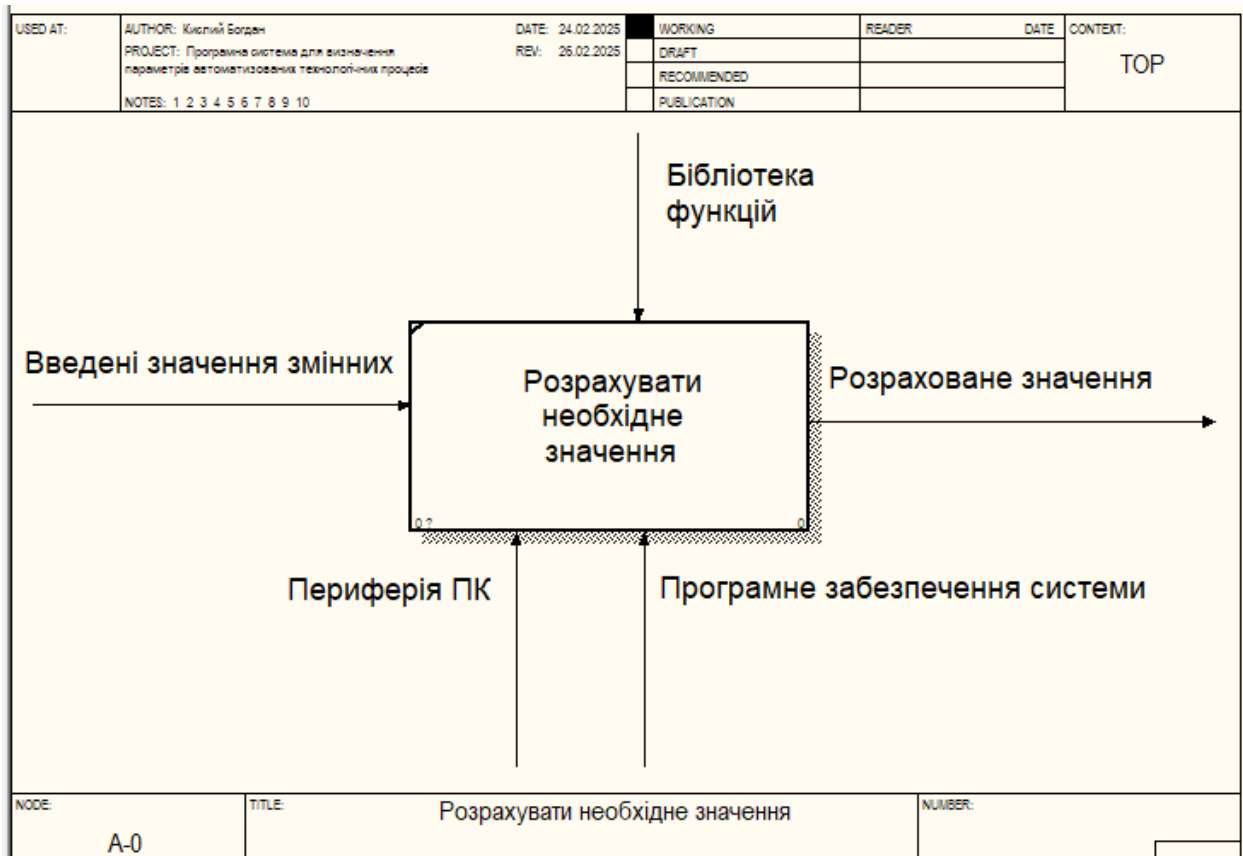 USED AT:
AUTHOR: Кислий Богдан
DATE: 24.02.2025
PROJECT: Програмна система для визначення
параметрів автоматизованих технологічних процесів
REV: 26.02.2025
NOTES: 1 2 3 4 5 6 7 8 9 10
WORKING
DRAFT
RECOMMENDED
PUBLICATION
READER DATE
CONTEXT:
TOP
Бібліотека
функцій
Введені значення змінних
Розрахувати
необхідне
значення
0 ?
0
Розраховане значення
Периферія ПК
Програмне забезпечення системи
NODE:
A-0
TITLE:
Розрахувати необхідне значення
NUMBER: